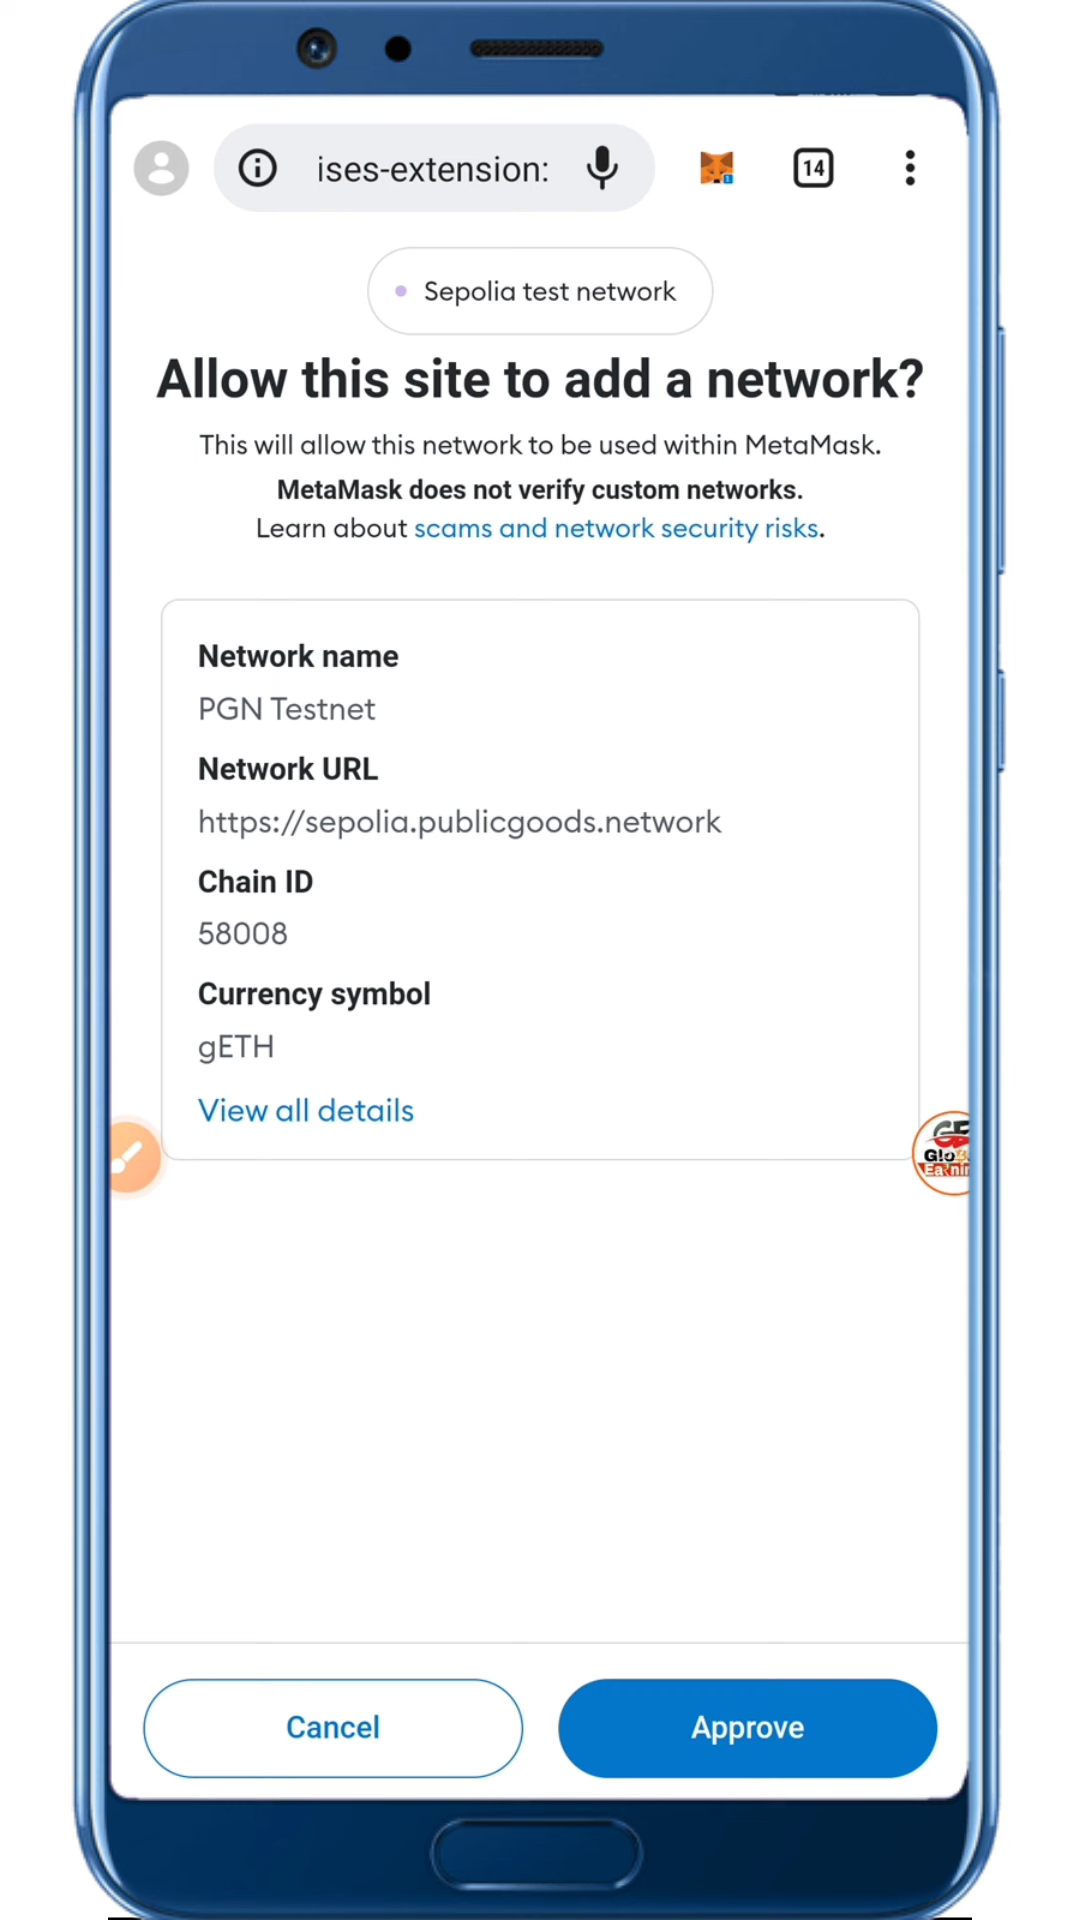 ises-extension:
14
Sepolia test network
Allow this site to add a network?
This will allow this network to be used within MetaMask.
MetaMask does not verify custom networks.
Learn about scams and network security risks.
Network name
PGN Testnet
Network URL
https://sepolia.publicgoods.network
Chain ID
58008
Currency symbol
gETH
View all details
Cancel
Approve